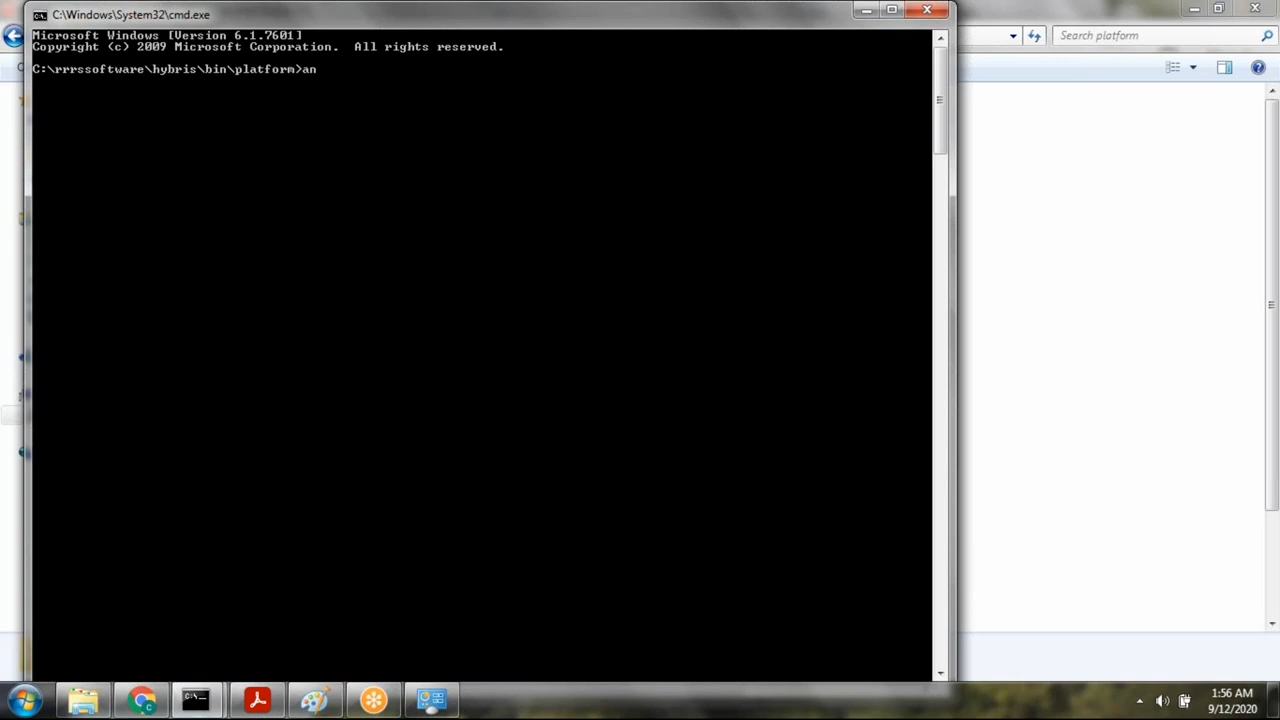 C:\Windows\System32\cmd.exe
Search platform
Microsoft Windows [Version 6.1.7601]
Copyright (c) 2009 Microsoft Corporation.  All rights reserved.
C:\rrrssoftware\hybris\bin\platform>an
1:56 AM
9/12/2020